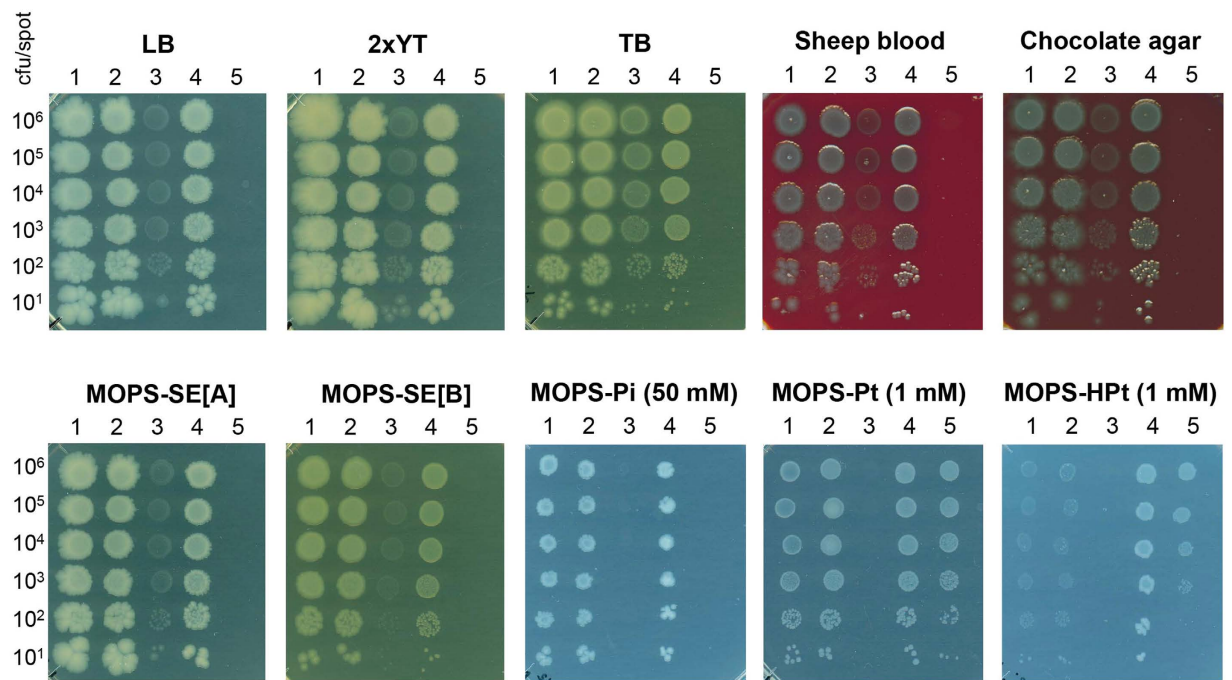 cfu/spot
LB
2xYT
TB
Sheep blood
Chocolate agar
1 2 3 4 5
1 2 3 4 5
1 2 3 4 5
1 2 3 4 5
1 2 3 4 5
10⁶
10⁵
10⁴
10³
10²
10¹
MOPS-SE[A]
MOPS-SE[B]
MOPS-Pi (50 mM)
MOPS-Pt (1 mM)
MOPS-HPt (1 mM)
1 2 3 4 5
1 2 3 4 5
1 2 3 4 5
1 2 3 4 5
1 2 3 4 5
10⁶
10⁵
10⁴
10³
10²
10¹